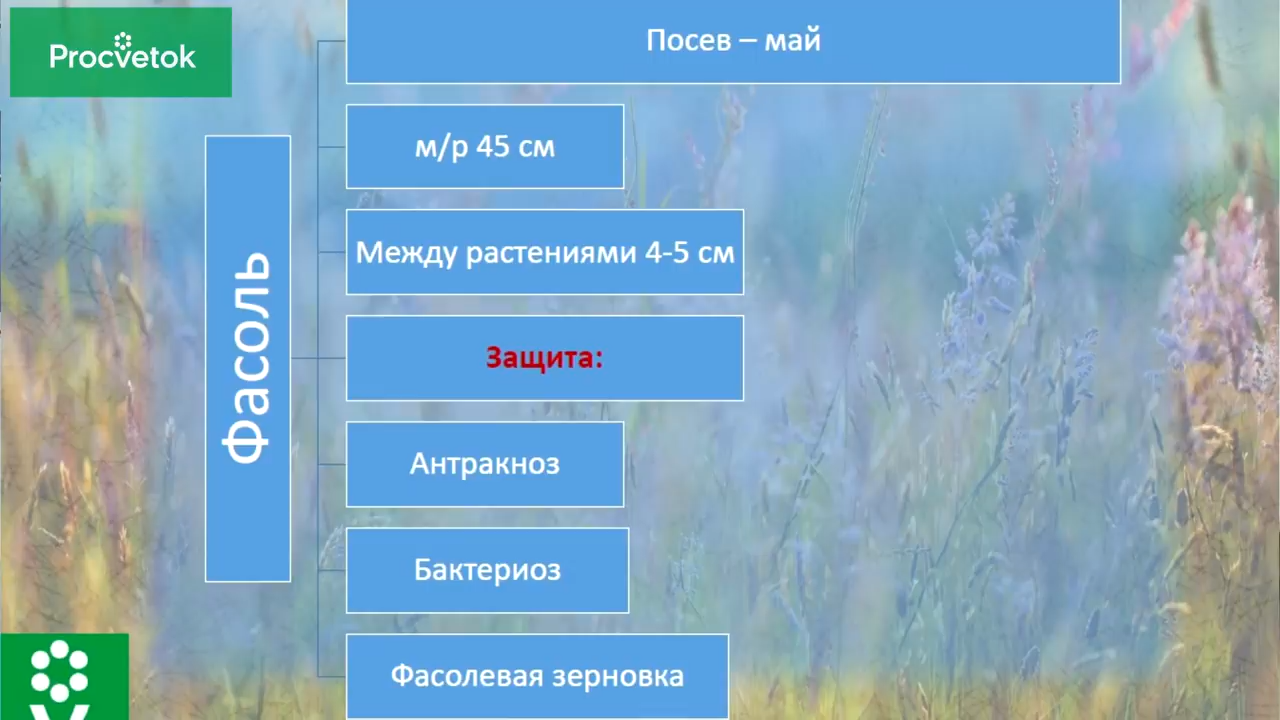 Procvetok
Посев – май
м/р 45 см
Между растениями 4-5 см
Защита:
Антракноз
Бактериоз
Фасолевая зерновка
Фасоль